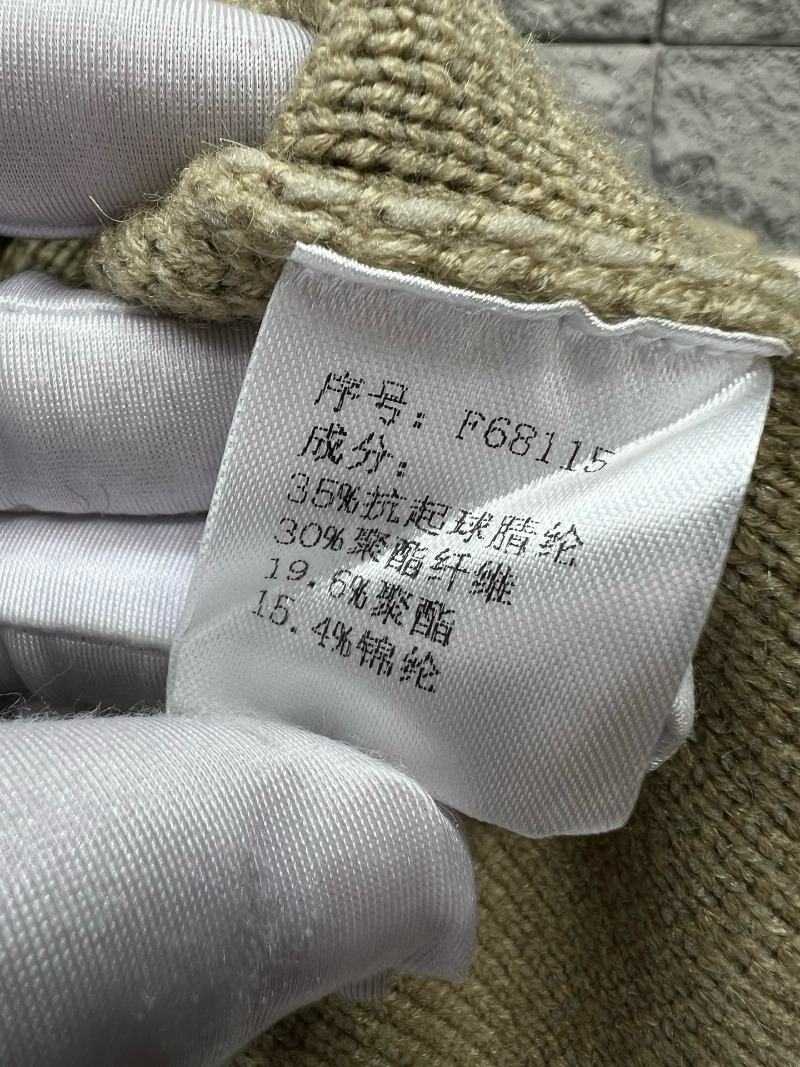 序号：F68115
成分：
35%抗起球腈纶
30%聚酯纤维
19.6%聚酯
15.4%锦纶